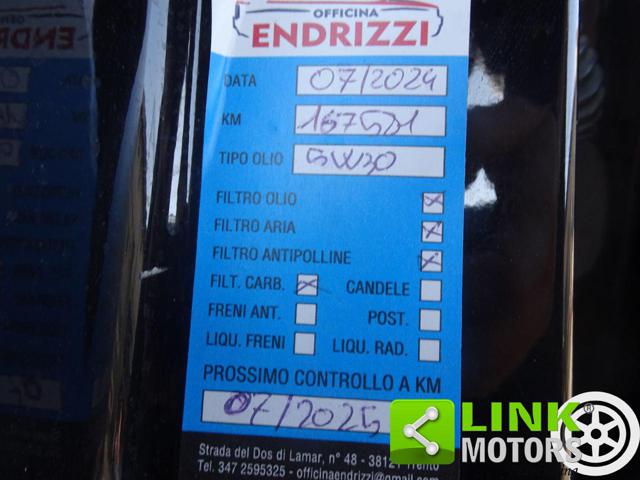 OFFICINA
ENDRIZZI
DATA 07/2024
KM 167521
TIPO OLIO 5W30
FILTRO OLIO
FILTRO ARIA
FILTRO ANTIPOLLINE
FILT. CARB. CANDELE
FRENI ANT. POST.
LIQU. FRENI LIQU. RAD.
PROSSIMO CONTROLLO A KM
07/2025
Strada del Dos di Lamar, n° 48 - 38121 Trento
Tel. 347 2595325 - officinaendrizzi@gmail.com
LINK
MOTORS